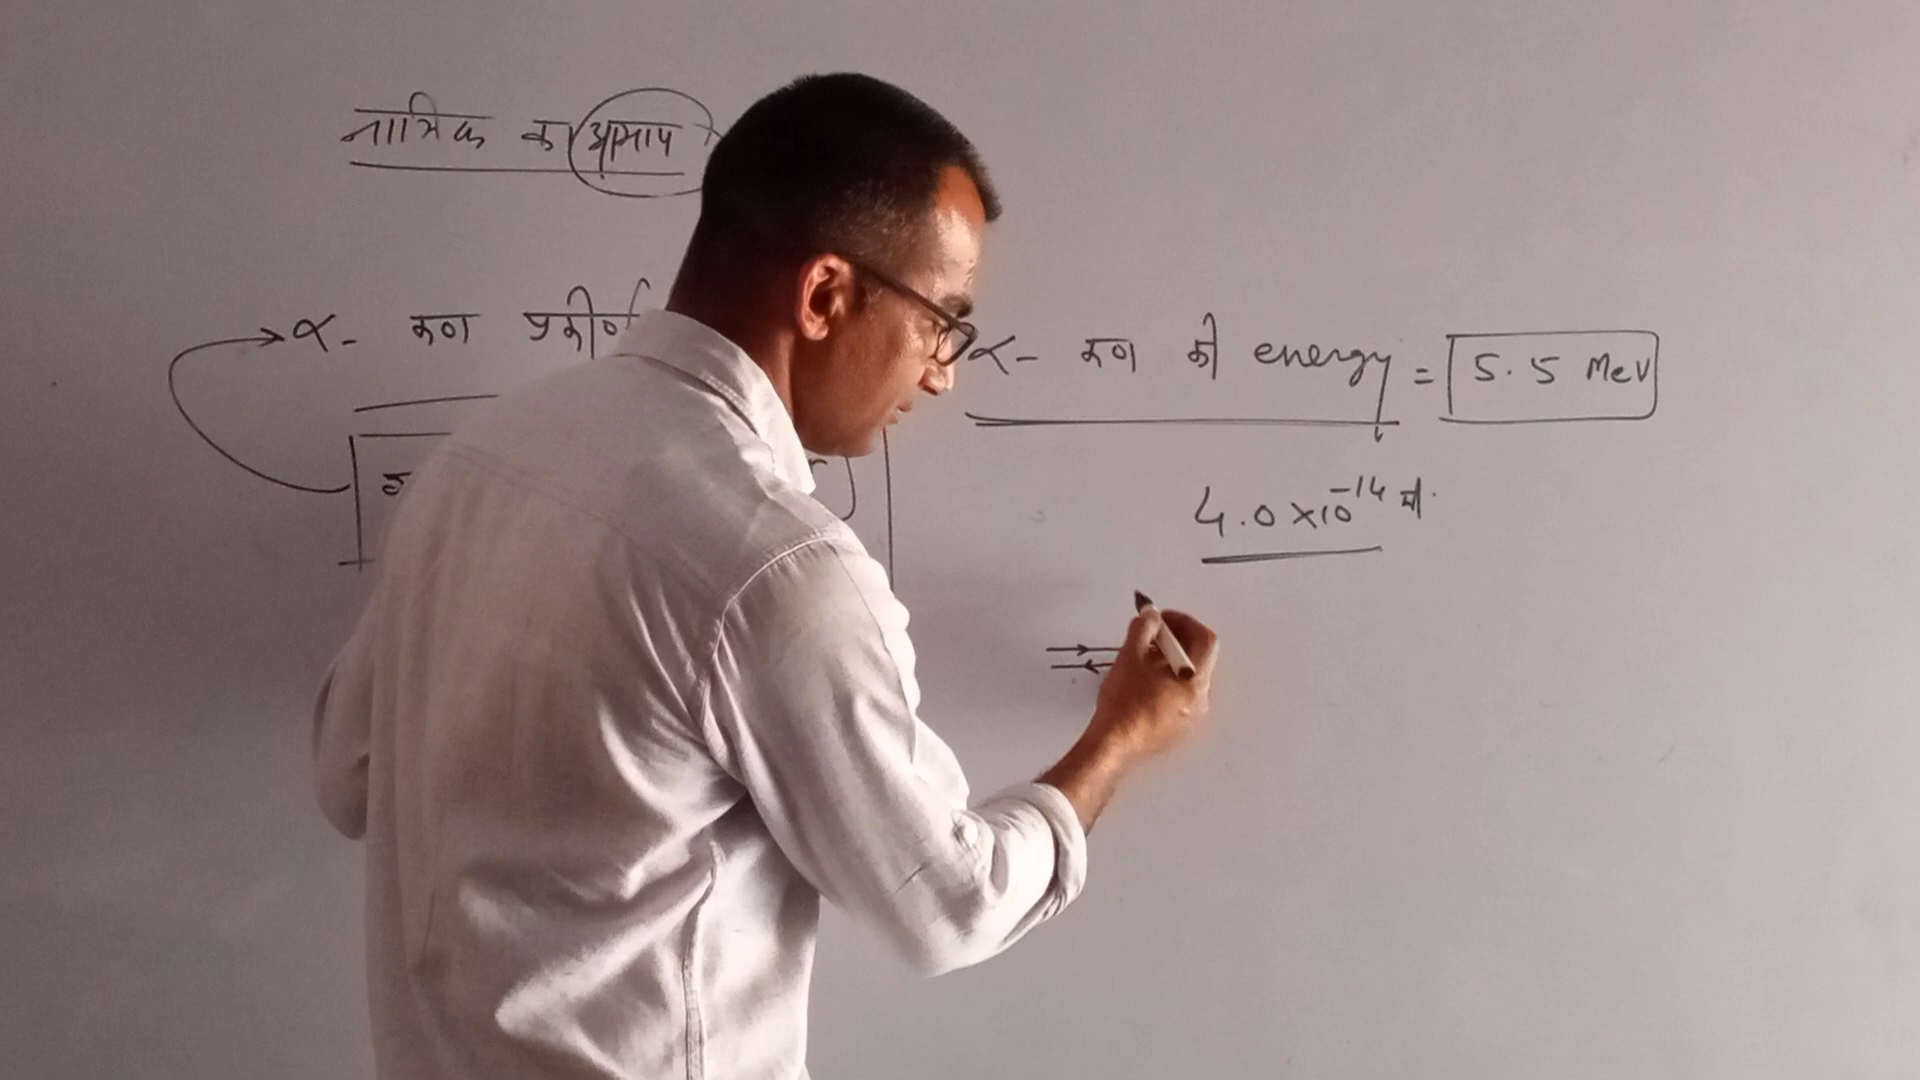 नाभिक का आमाप
α- कण प्रकीर्ण
α- कण की energy = 5.5 MeV
4.0 ×10⁻¹⁴ मी.